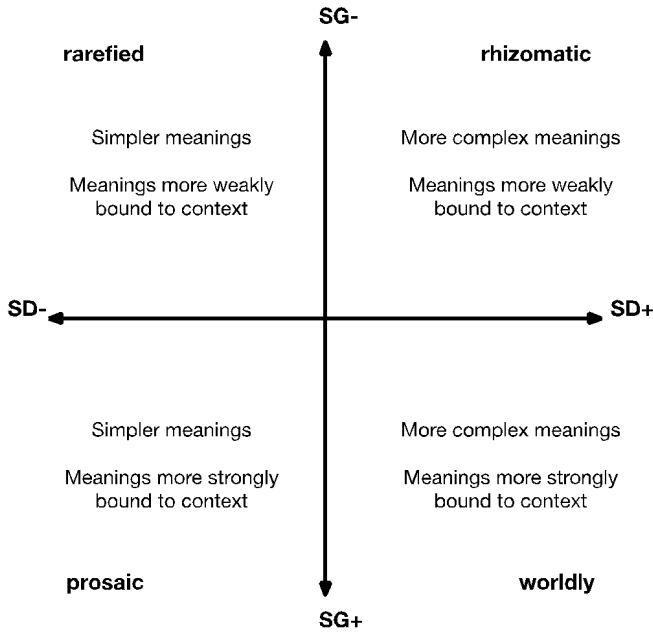 SG-
rarefied
rhizomatic
Simpler meanings
More complex meanings
Meanings more weakly
bound to context
Meanings more weakly
bound to context
SD-
SD+
Simpler meanings
More complex meanings
Meanings more strongly
bound to context
Meanings more strongly
bound to context
prosaic
worldly
SG+